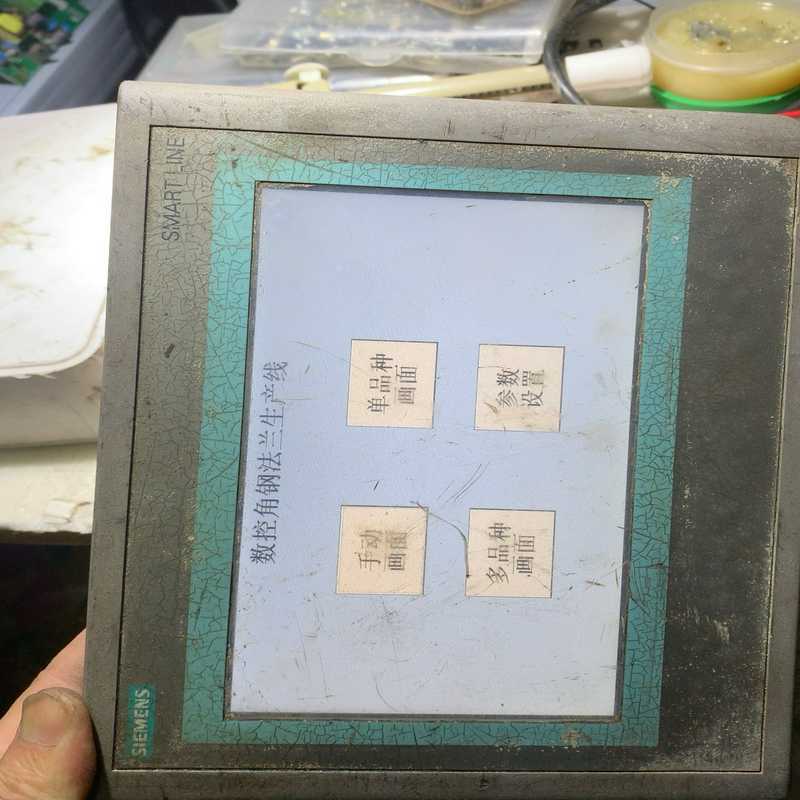 SIEMENS
SMART LINE
数控角钢法兰生产线
手动
画面
单品种
画面
多品种
画面
参数
设置